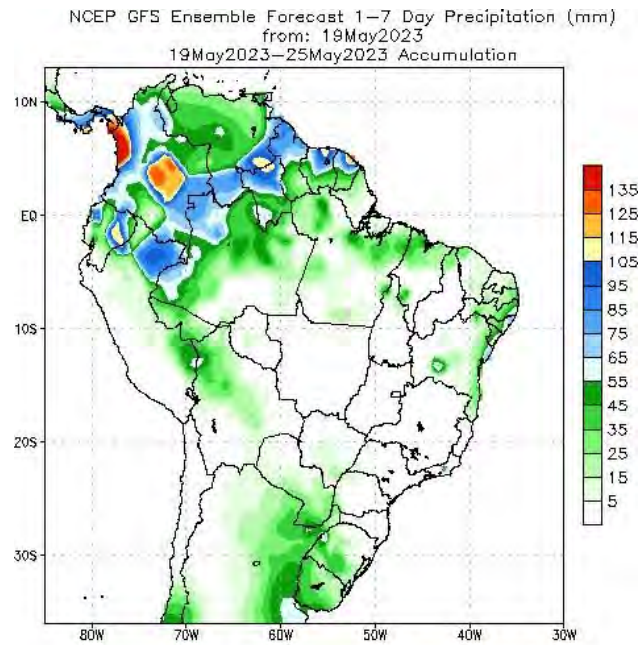 NCEP GFS Ensemble Forecast 1-7 Day Precipitation (mm)
from: 19May2023
19May2023-25May2023 Accumulation
10N
EQ
10S
20S
30S
80W
70W
60W
50W
40W
30W
135
125
115
105
95
85
75
65
55
45
35
25
15
5